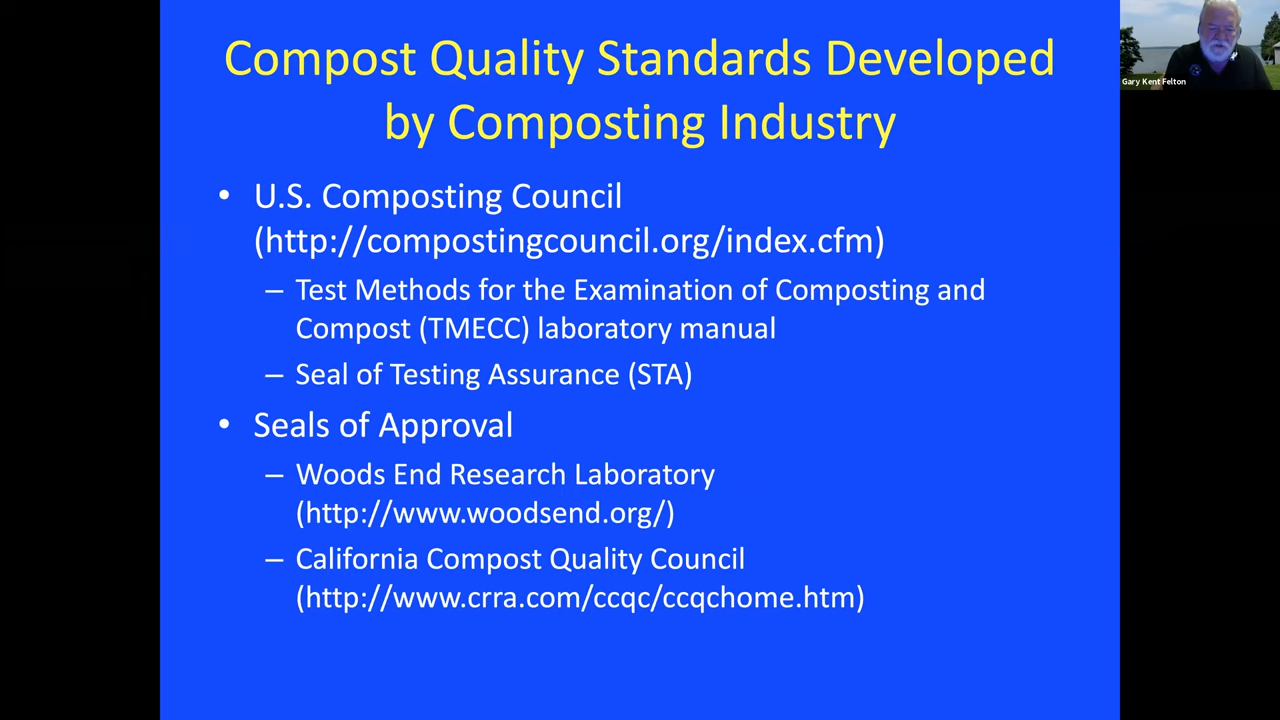 Compost Quality Standards Developed
by Composting Industry
• U.S. Composting Council
(http://compostingcouncil.org/index.cfm)
– Test Methods for the Examination of Composting and
Compost (TMECC) laboratory manual
– Seal of Testing Assurance (STA)
• Seals of Approval
– Woods End Research Laboratory
(http://www.woodsend.org/)
– California Compost Quality Council
(http://www.crra.com/ccqc/ccqchome.htm)
Gary Kent Felton